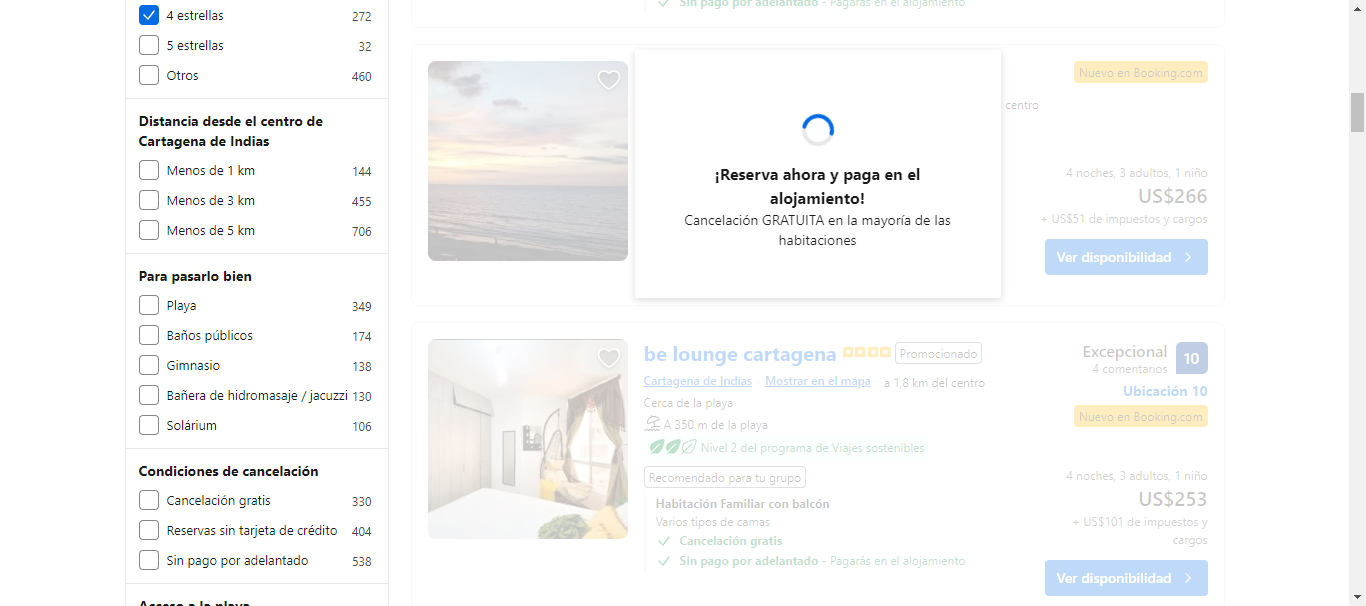 4 estrellas 272
5 estrellas 32
Otros 460
Distancia desde el centro de
Cartagena de Indias
Menos de 1 km 144
Menos de 3 km 455
Menos de 5 km 706
Para pasarlo bien
Playa 349
Baños públicos 174
Gimnasio 138
Bañera de hidromasaje / jacuzzi 130
Solárium 106
Condiciones de cancelación
Cancelación gratis 330
Reservas sin tarjeta de crédito 404
Sin pago por adelantado 538
Acceso a la playa
Sin pago por adelantado - Pagarás en el alojamiento
Nuevo en Booking.com
centro
¡Reserva ahora y paga en el
alojamiento!
Cancelación GRATUITA en la mayoría de las
habitaciones
4 noches, 3 adultos, 1 niño
US$266
+ US$51 de impuestos y cargos
Ver disponibilidad
be lounge cartagena Promocionado
Cartagena de Indias Mostrar en el mapa a 1,8 km del centro
Cerca de la playa
A 350 m de la playa
Nivel 2 del programa de Viajes sostenibles
Recomendado para tu grupo
Habitación Familiar con balcón
Varios tipos de camas
Cancelación gratis
Sin pago por adelantado - Pagarás en el alojamiento
Excepcional 10
4 comentarios
Ubicación 10
Nuevo en Booking.com
4 noches, 3 adultos, 1 niño
US$253
+ US$101 de impuestos y
cargos
Ver disponibilidad